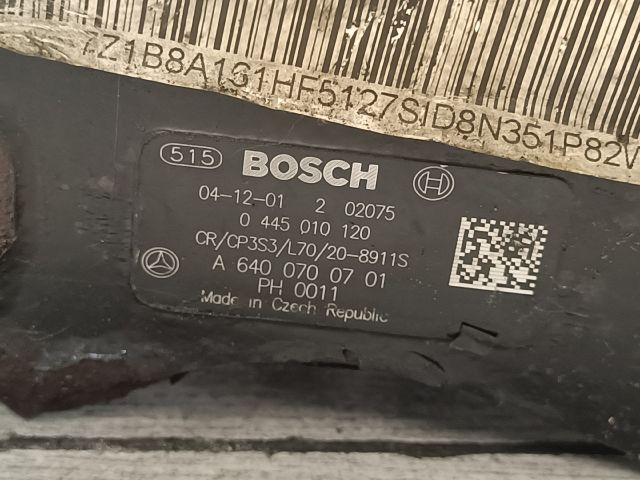 7Z1B8A161HF5127SID8N351P82V
515 BOSCH
04-12-01 2 02075
0 445 010 120
CR/CP3S3/L70/20-8911S
A 640 070 07 01
PH 0011
Made in Czech Republic